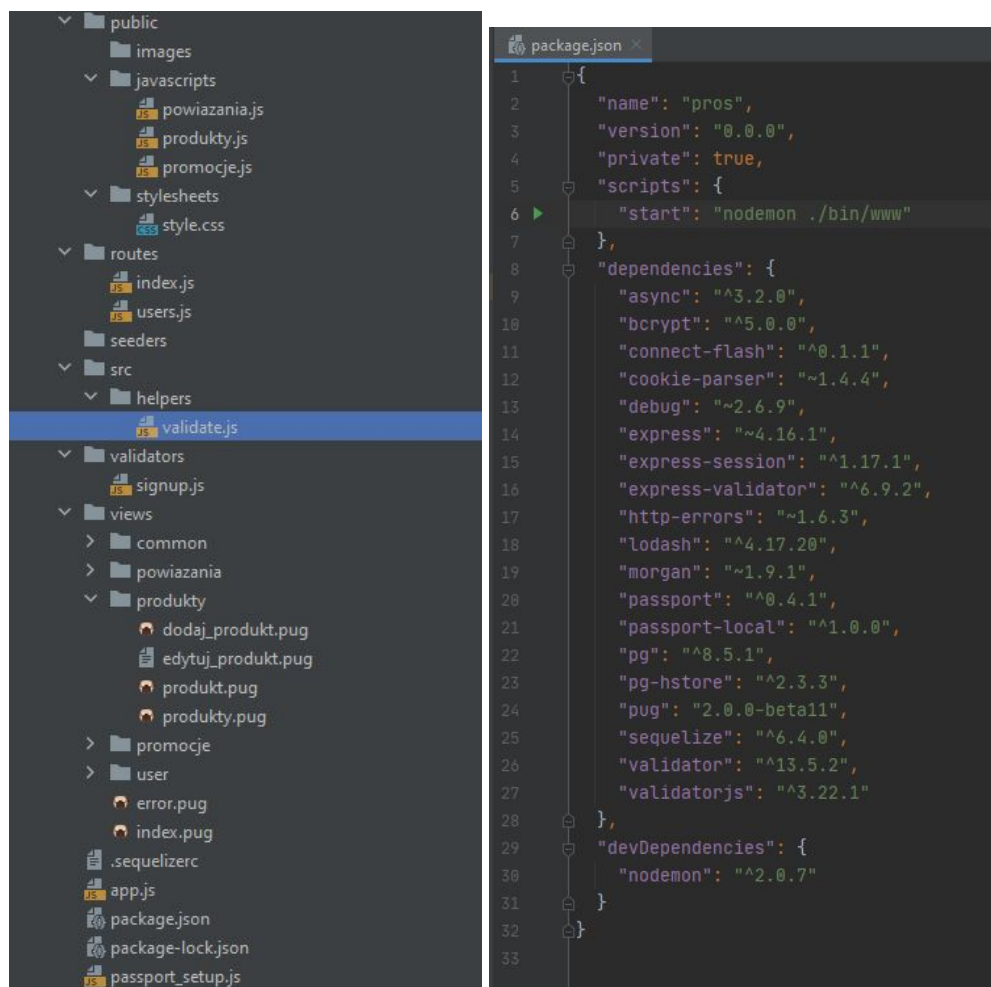 public
images
javascripts
powiazania.js
produkty.js
promocje.js
stylesheets
style.css
routes
index.js
users.js
seeders
src
helpers
validate.js
validators
signup.js
views
common
powiazania
produkty
dodaj_produkt.pug
edytuj_produkt.pug
produkt.pug
produkty.pug
promocje
user
error.pug
index.pug
.sequelizerc
app.js
package.json
package-lock.json
passport_setup.js
package.json
1 {
2 "name": "pros",
3 "version": "0.0.0",
4 "private": true,
5 "scripts": {
6 "start": "nodemon ./bin/www"
7 },
8 "dependencies": {
9 "async": "^3.2.0",
10 "bcrypt": "^5.0.0",
11 "connect-flash": "^0.1.1",
12 "cookie-parser": "~1.4.4",
13 "debug": "~2.6.9",
14 "express": "~4.16.1",
15 "express-session": "^1.17.1",
16 "express-validator": "^6.9.2",
17 "http-errors": "~1.6.3",
18 "lodash": "^4.17.20",
19 "morgan": "~1.9.1",
20 "passport": "^0.4.1",
21 "passport-local": "^1.0.0",
22 "pg": "^8.5.1",
23 "pg-hstore": "^2.3.3",
24 "pug": "2.0.0-beta11",
25 "sequelize": "^6.4.0",
26 "validator": "^13.5.2",
27 "validatorjs": "^3.22.1"
28 },
29 "devDependencies": {
30 "nodemon": "^2.0.7"
31 }
32 }
33